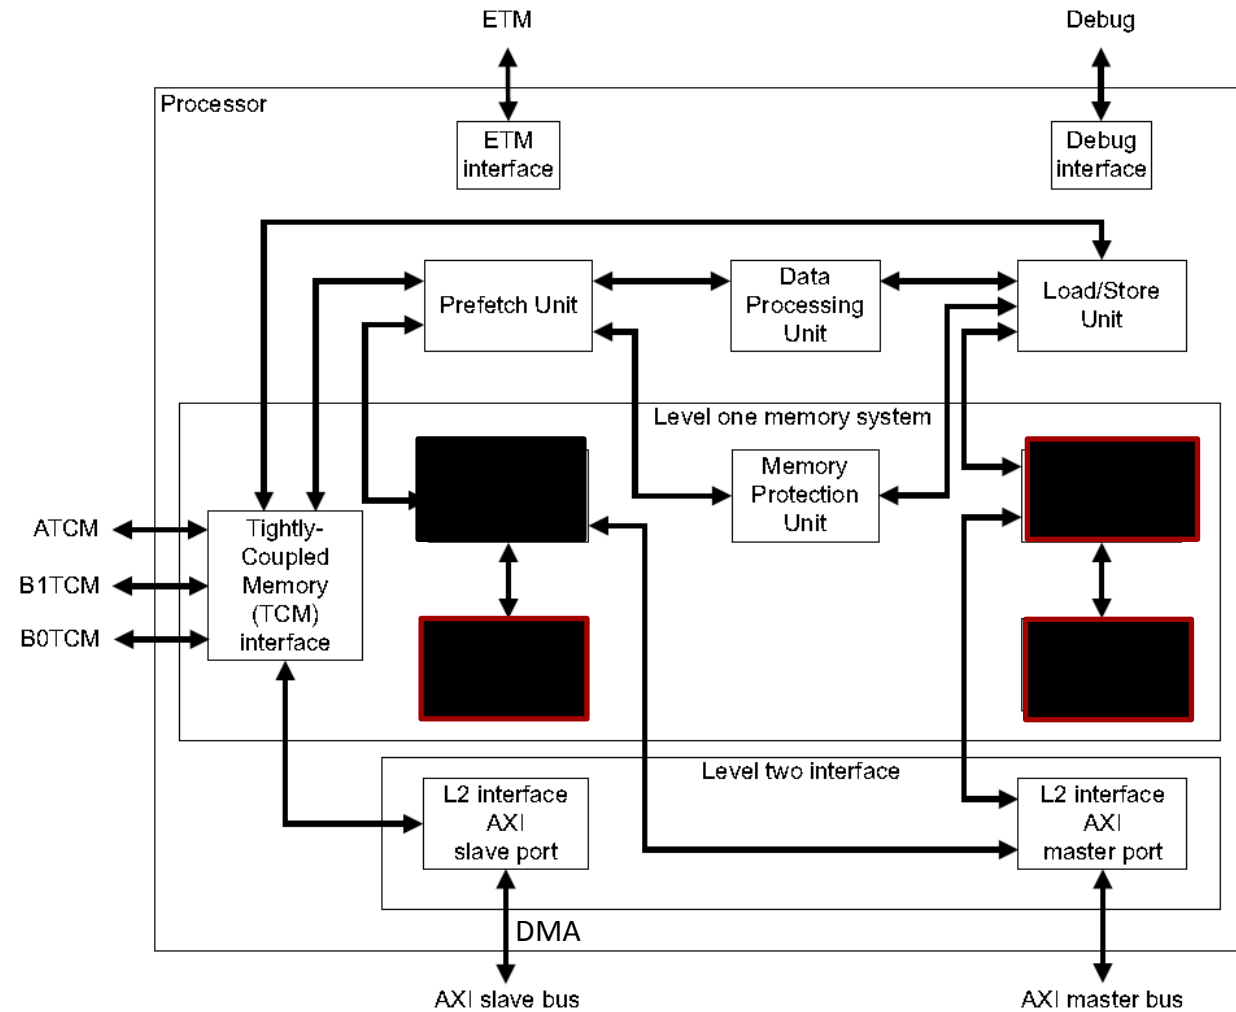 ETM
Debug
Processor
ETM
interface
Debug
interface
Prefetch Unit
Data
Processing
Unit
Load/Store
Unit
Level one memory system
Memory
Protection
Unit
ATCM
B1TCM
B0TCM
Tightly-
Coupled
Memory
(TCM)
interface
Level two interface
L2 interface
AXI
slave port
L2 interface
AXI
master port
DMA
AXI slave bus
AXI master bus